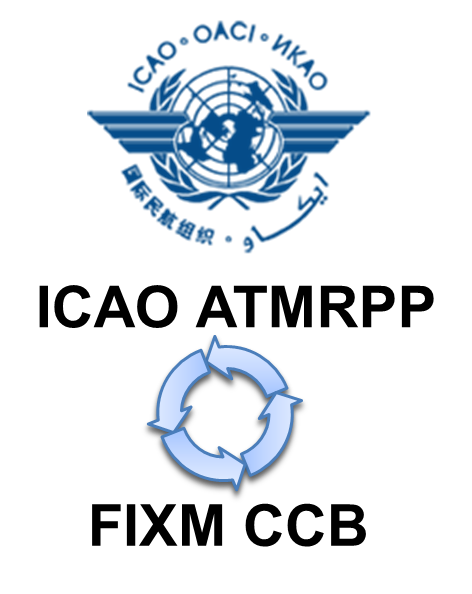 ICAO • OACI • ИКАО
国际民航组织 • ايكاو
ICAO ATMRPP
FIXM CCB